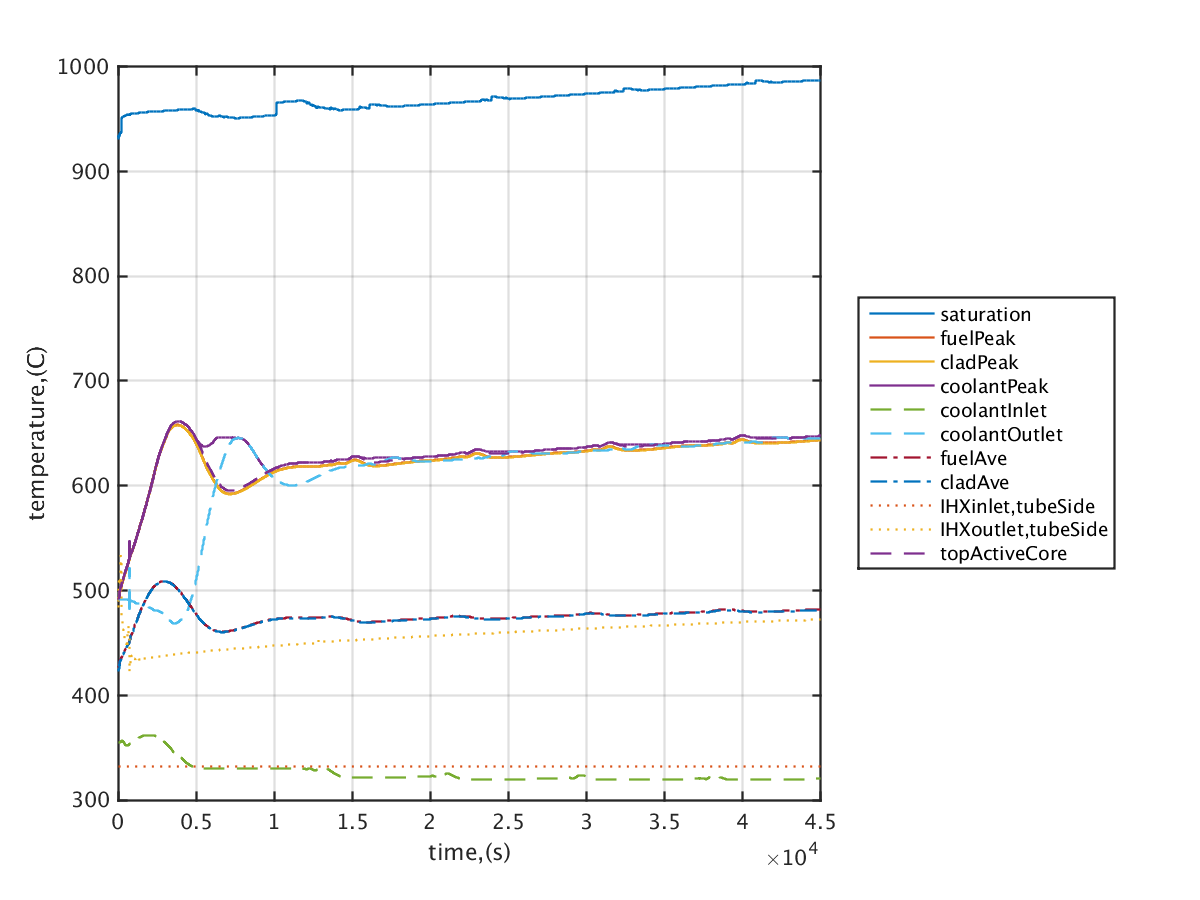 1000
900
800
700
600
500
400
300
temperature,(C)
0
0.5
1
1.5
2
2.5
3
3.5
4
4.5
time,(s)
×10⁴
saturation
fuelPeak
cladPeak
coolantPeak
coolantInlet
coolantOutlet
fuelAve
cladAve
IHXinlet,tubeSide
IHXoutlet,tubeSide
topActiveCore